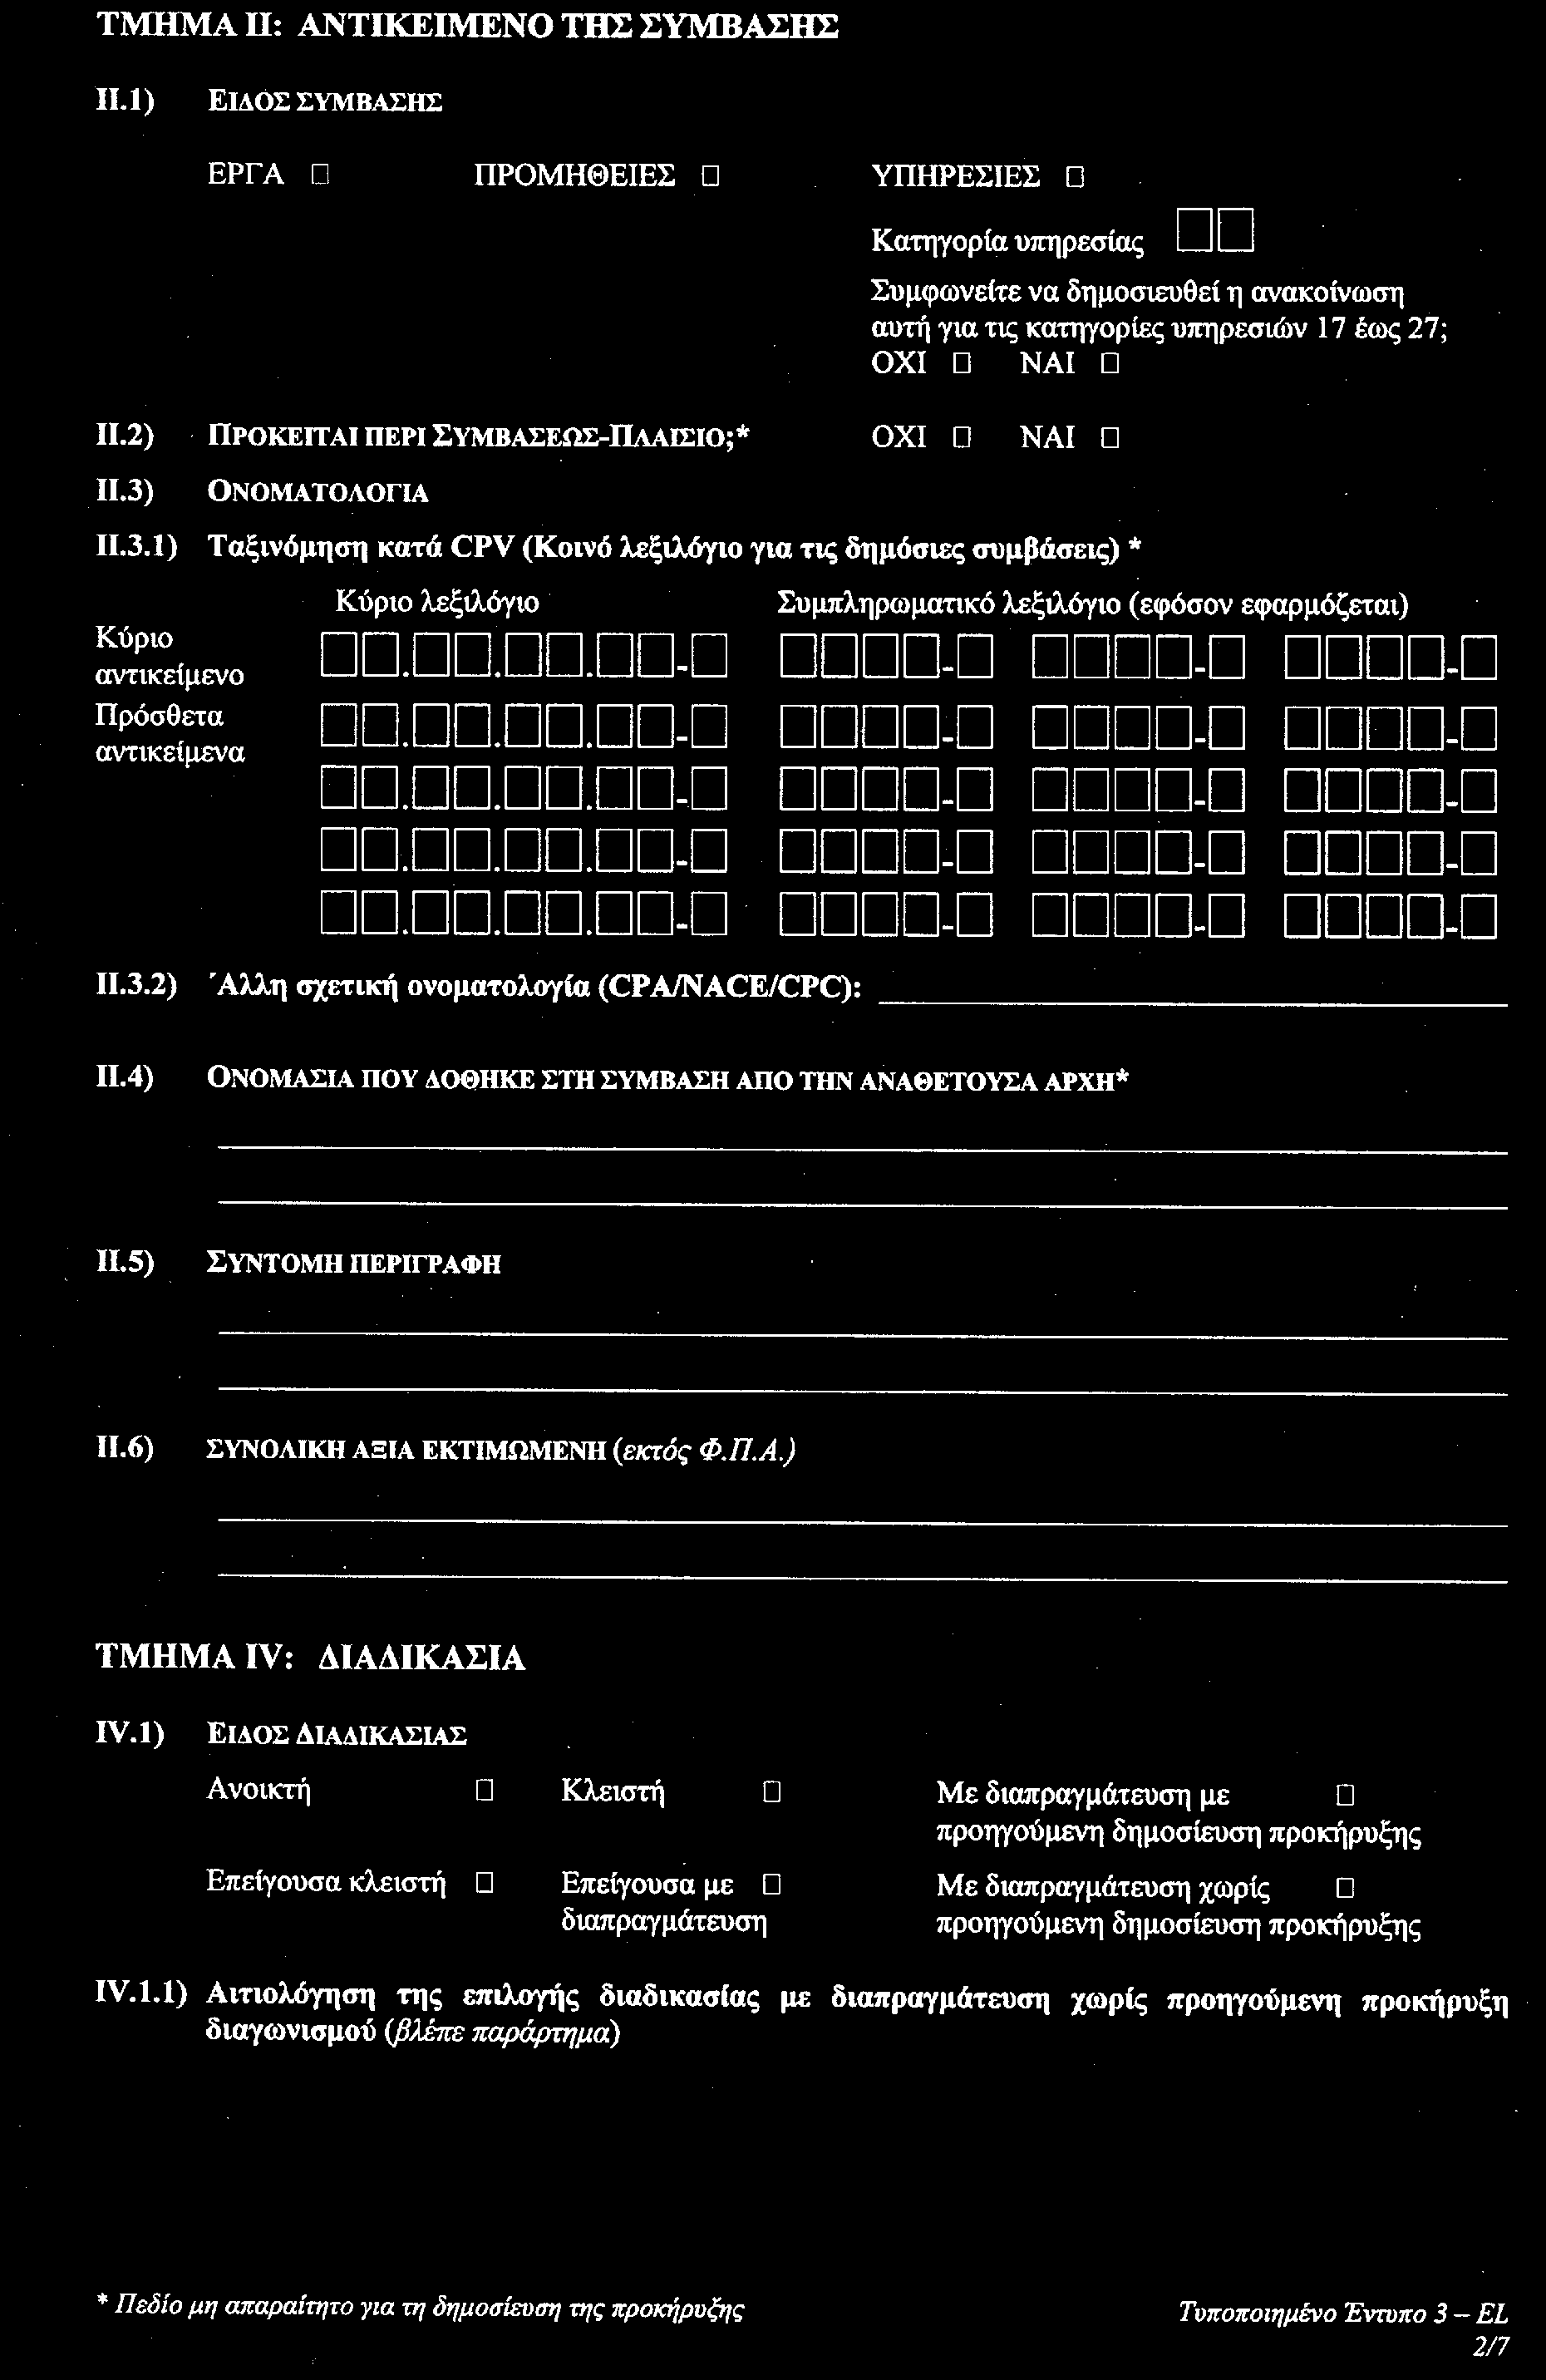 ΤΜΗΜΑ II: ΑΝΤΙΚΕΙΜΕΝΟ ΤΗΣ ΣΥΜΒΑΣΗΣ
II.1) ΕΙΔΟΣ ΣΥΜΒΑΣΗΣ
ΕΡΓΑ □ ΠΡΟΜΗΘΕΙΕΣ □ ΥΠΗΡΕΣΙΕΣ □
Κατηγορία υπηρεσίας □□
Συμφωνείτε να δημοσιευθεί η ανακοίνωση
αυτή για τις κατηγορίες υπηρεσιών 17 έως 27;
ΟΧΙ □ ΝΑΙ □
II.2) ΠΡΟΚΕΙΤΑΙ ΠΕΡΙ ΣΥΜΒΑΣΕΩΣ-ΠΛΑΙΣΙΟ;* ΟΧΙ □ ΝΑΙ □
II.3) ΟΝΟΜΑΤΟΛΟΓΙΑ
II.3.1) Ταξινόμηση κατά CPV (Κοινό λεξιλόγιο για τις δημόσιες συμβάσεις) *
Κύριο λεξιλόγιο Συμπληρωματικό λεξιλόγιο (εφόσον εφαρμόζεται)
Κύριο
αντικείμενο □□.□□.□□.□□-□ □□□□-□ □□□□-□ □□□□-□
Πρόσθετα
αντικείμενα □□.□□.□□.□□-□ □□□□-□ □□□□-□ □□□□-□
□□.□□.□□.□□-□ □□□□-□ □□□□-□ □□□□-□
□□.□□.□□.□□-□ □□□□-□ □□□□-□ □□□□-□
□□.□□.□□.□□-□ □□□□-□ □□□□-□ □□□□-□
II.3.2) Άλλη σχετική ονοματολογία (CPA/NACE/CPC):
II.4) ΟΝΟΜΑΣΙΑ ΠΟΥ ΔΟΘΗΚΕ ΣΤΗ ΣΥΜΒΑΣΗ ΑΠΟ ΤΗΝ ΑΝΑΘΕΤΟΥΣΑ ΑΡΧΗ*
II.5) ΣΥΝΤΟΜΗ ΠΕΡΙΓΡΑΦΗ
II.6) ΣΥΝΟΛΙΚΗ ΑΞΙΑ ΕΚΤΙΜΩΜΕΝΗ (εκτός Φ.Π.Α.)
ΤΜΗΜΑ IV: ΔΙΑΔΙΚΑΣΙΑ
IV.1) ΕΙΔΟΣ ΔΙΑΔΙΚΑΣΙΑΣ
Ανοικτή □ Κλειστή □ Με διαπραγμάτευση με □
προηγούμενη δημοσίευση προκήρυξης
Επείγουσα κλειστή □ Επείγουσα με □ Με διαπραγμάτευση χωρίς □
διαπραγμάτευση προηγούμενη δημοσίευση προκήρυξης
IV.1.1) Αιτιολόγηση της επιλογής διαδικασίας με διαπραγμάτευση χωρίς προηγούμενη προκήρυξη
διαγωνισμού (βλέπε παράρτημα)
* Πεδίο μη απαραίτητο για τη δημοσίευση της προκήρυξης Τυποποιημένο Έντυπο 3 – EL
2/7